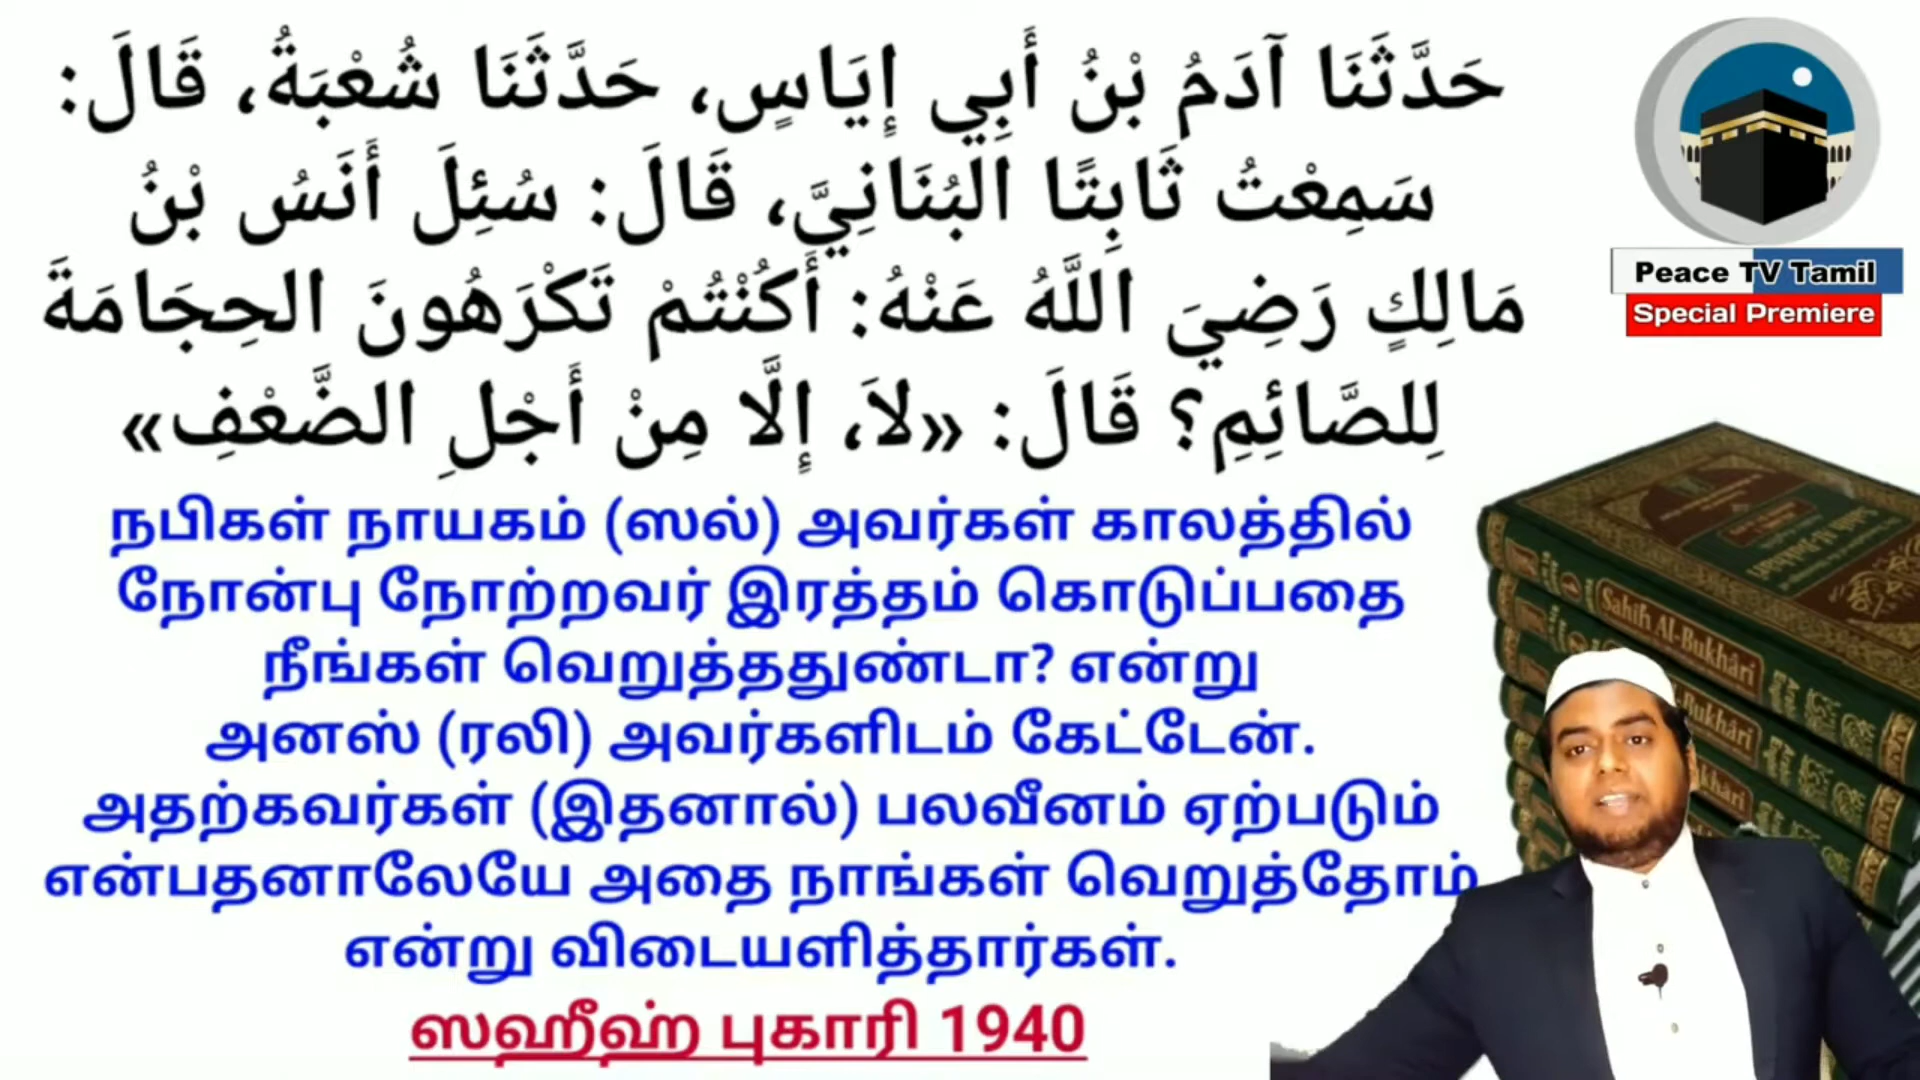 حَدَّثَنَا آدَمُ بْنُ أَبِي إِيَاسٍ، حَدَّثَنَا شُعْبَةُ، قَالَ:
سَمِعْتُ ثَابِتًا البُنَانِيَّ، قَالَ: سُئِلَ أَنَسُ بْنُ
مَالِكٍ رَضِيَ اللَّهُ عَنْهُ: أَكُنْتُمْ تَكْرَهُونَ الحِجَامَةَ
لِلصَّائِمِ؟ قَالَ: «لاَ، إِلَّا مِنْ أَجْلِ الضَّعْفِ»
நபிகள் நாயகம் (ஸல்) அவர்கள் காலத்தில்
நோன்பு நோற்றவர் இரத்தம் கொடுப்பதை
நீங்கள் வெறுத்ததுண்டா? என்று
அனஸ் (ரலி) அவர்களிடம் கேட்டேன்.
அதற்கவர்கள் (இதனால்) பலவீனம் ஏற்படும்
என்பதனாலேயே அதை நாங்கள் வெறுத்தோம்
என்று விடையளித்தார்கள்.
ஸஹீஹ் புகாரி 1940
Peace TV Tamil
Special Premiere
Sahih Al-Bukhâri
Bukhâri